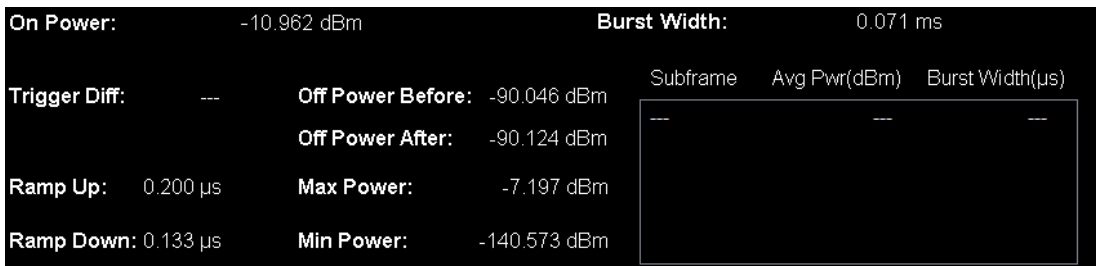 On Power: -10.962 dBm Burst Width: 0.071 ms
Subframe Avg Pwr(dBm) Burst Width(µs)
Trigger Diff: --- Off Power Before: -90.046 dBm
--- --- ---
Off Power After: -90.124 dBm
Ramp Up: 0.200 µs Max Power: -7.197 dBm
Ramp Down: 0.133 µs Min Power: -140.573 dBm